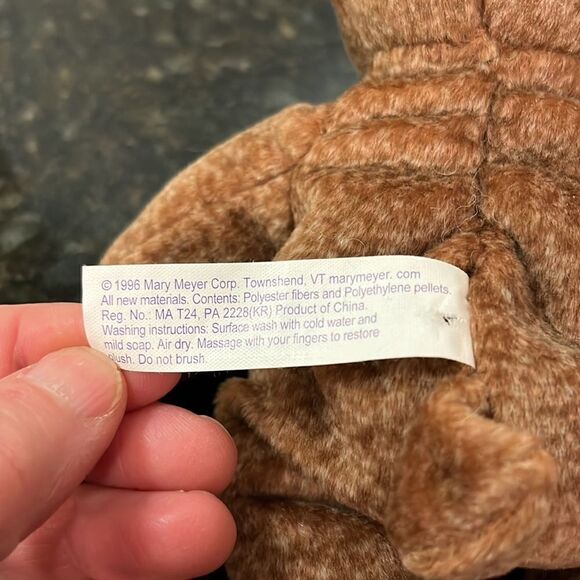 © 1996 Mary Meyer Corp. Townshend, VT marymeyer. com
All new materials. Contents: Polyester fibers and Polyethylene pellets.
Reg. No.: MA T24, PA 2228(KR) Product of China.
Washing instructions: Surface wash with cold water and
mild soap. Air dry. Massage with your fingers to restore
plush. Do not brush.